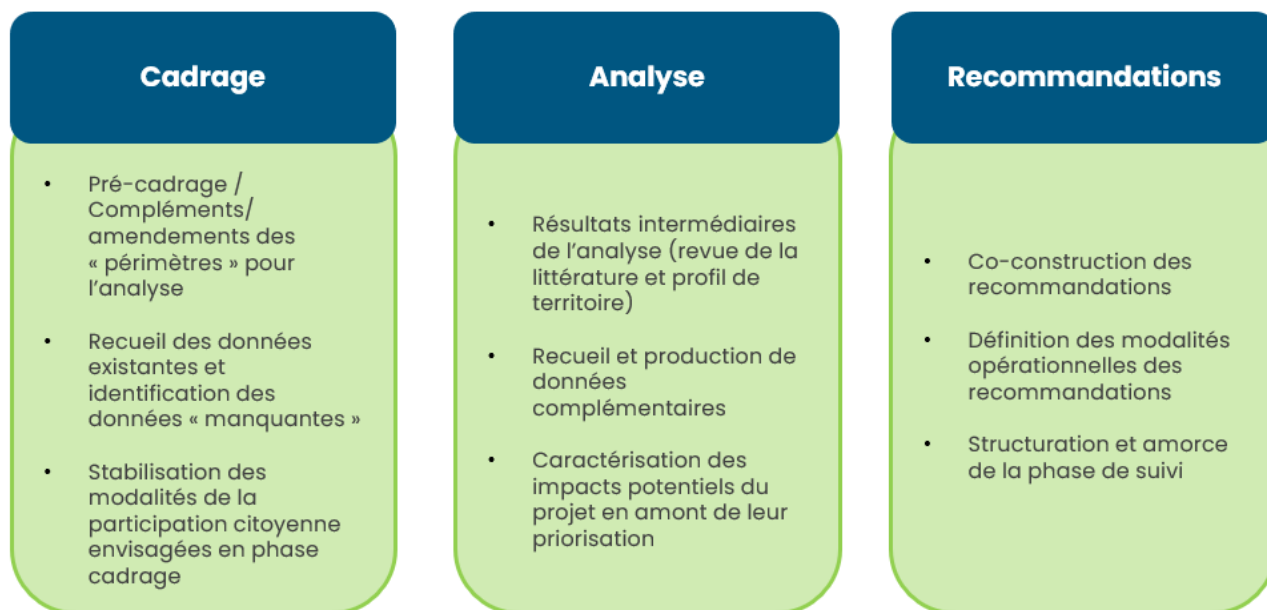 Cadrage
• Pré-cadrage /
Compléments/
amendements des
« périmètres » pour
l’analyse
• Recueil des données
existantes et
identification des
données « manquantes »
• Stabilisation des
modalités de la
participation citoyenne
envisagées en phase
cadrage
Analyse
• Résultats intermédiaires
de l’analyse (revue de la
littérature et profil de
territoire)
• Recueil et production de
données
complémentaires
• Caractérisation des
impacts potentiels du
projet en amont de leur
priorisation
Recommandations
• Co-construction des
recommandations
• Définition des modalités
opérationnelles des
recommandations
• Structuration et amorce
de la phase de suivi